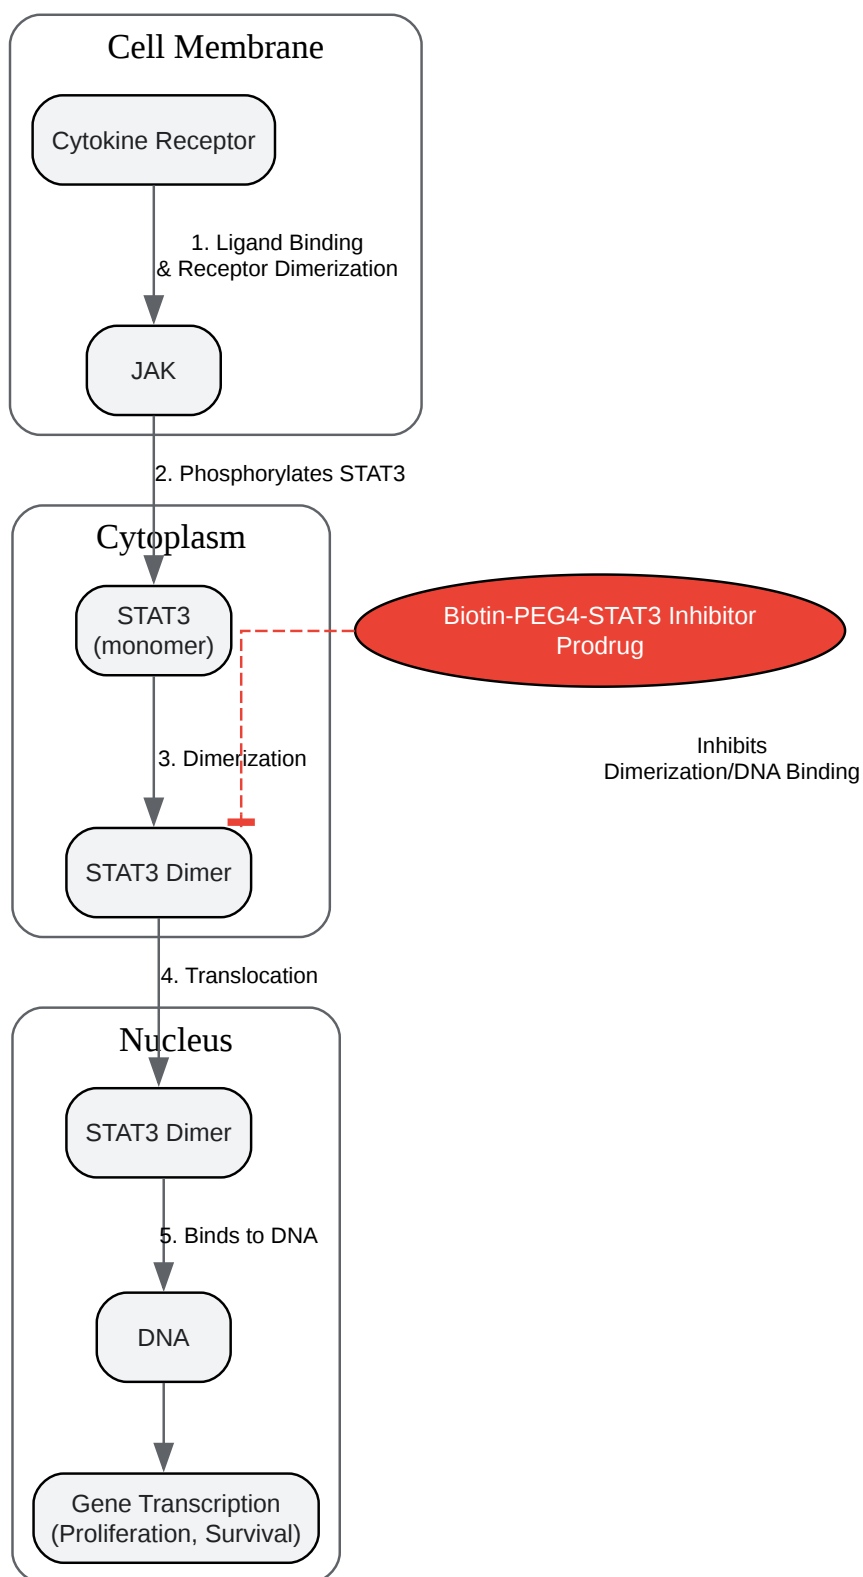 Cell Membrane
Cytokine Receptor
1. Ligand Binding
& Receptor Dimerization
JAK
2. Phosphorylates STAT3
Cytoplasm
STAT3
(monomer)
Biotin-PEG4-STAT3 Inhibitor
Prodrug
Inhibits
Dimerization/DNA Binding
3. Dimerization
STAT3 Dimer
4. Translocation
Nucleus
STAT3 Dimer
5. Binds to DNA
DNA
Gene Transcription
(Proliferation, Survival)